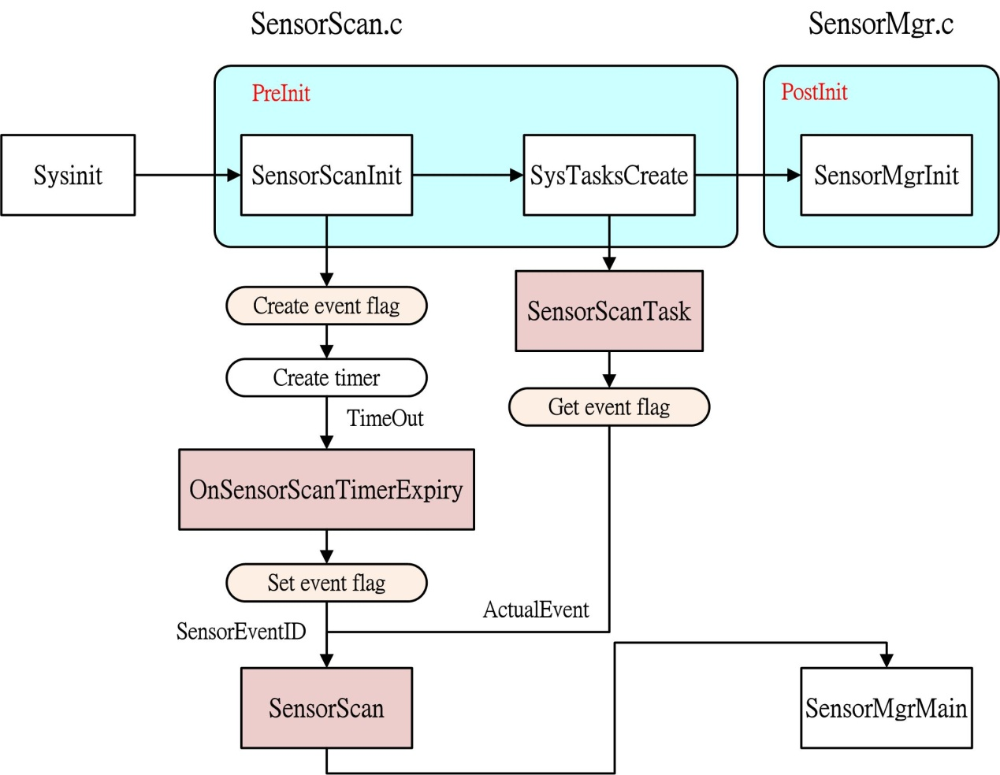 SensorScan.c
SensorMgr.c
PreInit
PostInit
Sysinit
SensorScanInit
SysTasksCreate
SensorMgrInit
Create event flag
SensorScanTask
Create timer
Get event flag
TimeOut
OnSensorScanTimerExpiry
Set event flag
ActualEvent
SensorEventID
SensorScan
SensorMgrMain